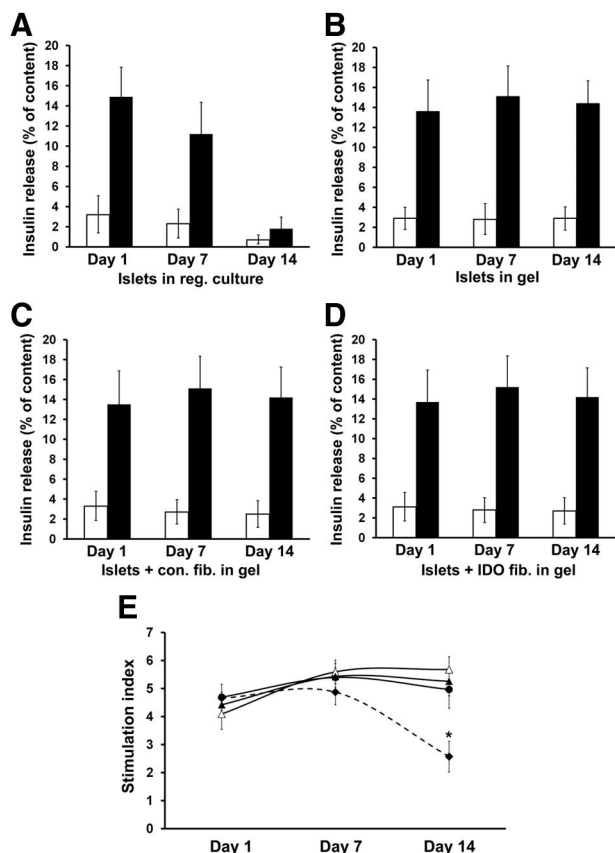 A
Insulin release (% of content)
20
18
16
14
12
10
8
6
4
2
0
Day 1 Day 7 Day 14
Islets in reg. culture
B
Insulin release (% of content)
20
18
16
14
12
10
8
6
4
2
0
Day 1 Day 7 Day 14
Islets in gel
C
Insulin release (% of content)
20
18
16
14
12
10
8
6
4
2
0
Day 1 Day 7 Day 14
Islets + con. fib. in gel
D
Insulin release (% of content)
20
18
16
14
12
10
8
6
4
2
0
Day 1 Day 7 Day 14
Islets + IDO fib. in gel
E
Stimulation index
7
6
5
4
3
2
1
0
*
Day 1 Day 7 Day 14